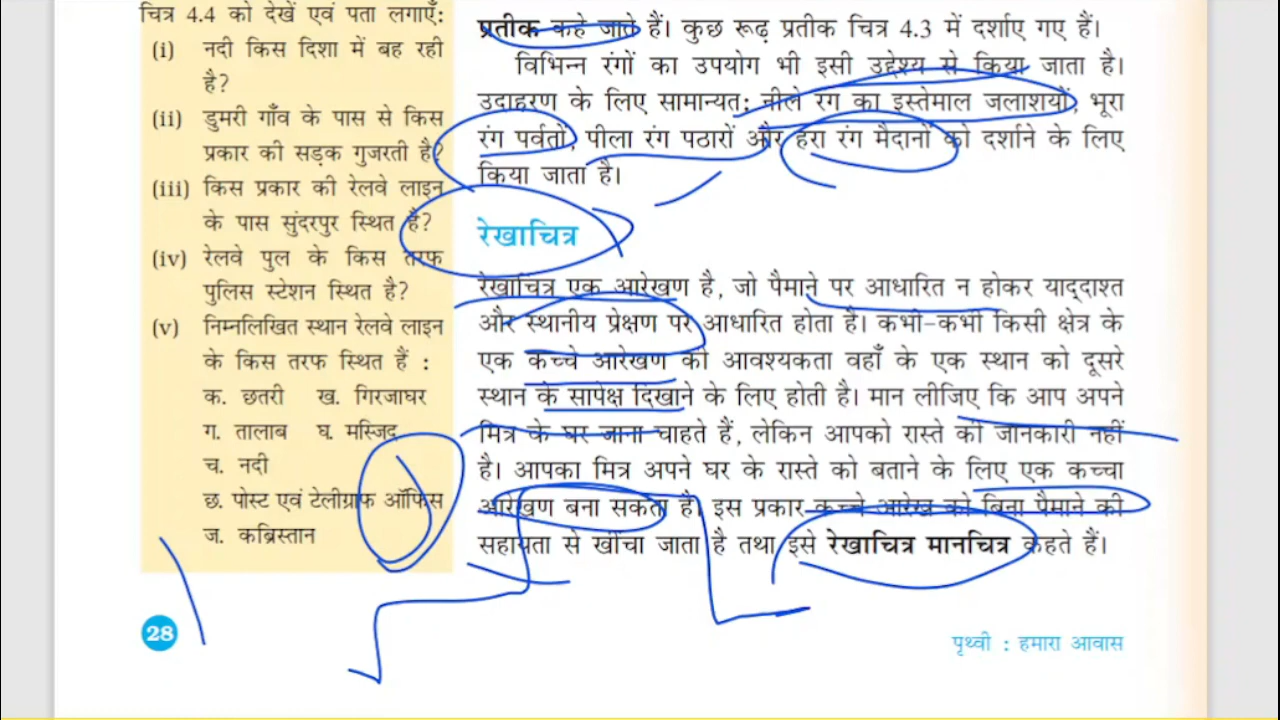 चित्र 4.4 को देखें एवं पता लगाएँ:
(i) नदी किस दिशा में बह रही
है?
(ii) डुमरी गाँव के पास से किस
प्रकार की सड़क गुजरती है?
(iii) किस प्रकार की रेलवे लाइन
के पास सुंदरपुर स्थित है?
(iv) रेलवे पुल के किस तरफ
पुलिस स्टेशन स्थित है?
(v) निम्नलिखित स्थान रेलवे लाइन
के किस तरफ स्थित हैं :
क. छतरी ख. गिरजाघर
ग. तालाब घ. मस्जिद
च. नदी
छ. पोस्ट एवं टेलीग्राफ ऑफिस
ज. कब्रिस्तान
प्रतीक कहे जाते हैं। कुछ रूढ़ प्रतीक चित्र 4.3 में दर्शाए गए हैं।
विभिन्न रंगों का उपयोग भी इसी उद्देश्य से किया जाता है।
उदाहरण के लिए सामान्यत: नीले रंग का इस्तेमाल जलाशयों, भूरा
रंग पर्वतों, पीला रंग पठारों और हरा रंग मैदानों को दर्शाने के लिए
किया जाता है।
रेखाचित्र
रेखाचित्र एक आरेखण है, जो पैमाने पर आधारित न होकर याद्दाश्त
और स्थानीय प्रेक्षण पर आधारित होता है। कभी-कभी किसी क्षेत्र के
एक कच्चे आरेखण की आवश्यकता वहाँ के एक स्थान को दूसरे
स्थान के सापेक्ष दिखाने के लिए होती है। मान लीजिए कि आप अपने
मित्र के घर जाना चाहते हैं, लेकिन आपको रास्ते की जानकारी नहीं
है। आपका मित्र अपने घर के रास्ते को बताने के लिए एक कच्चा
आरेखण बना सकता है। इस प्रकार कच्चे आरेख को बिना पैमाने की
सहायता से खींचा जाता है तथा इसे रेखाचित्र मानचित्र कहते हैं।
28
पृथ्वी : हमारा आवास